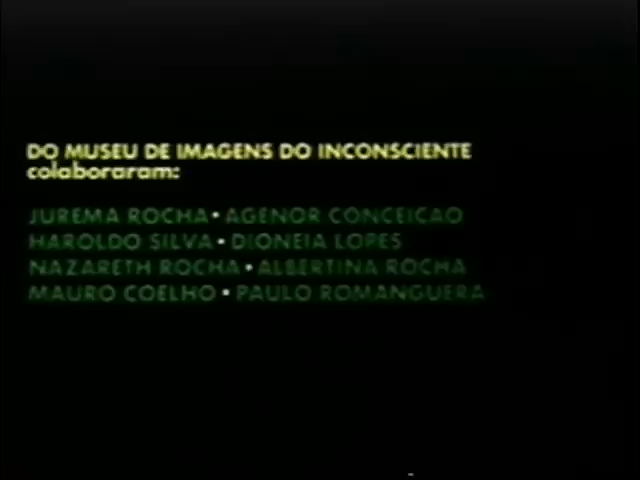 DO MUSEU DE IMAGENS DO INCONSCIENTE
colaboraram:
JUREMA ROCHA • AGENOR CONCEICAO
HAROLDO SILVA • DIONEIA LOPES
NAZARETH ROCHA • ALBERTINA ROCHA
MAURO COELHO • PAULO ROMANGUERA